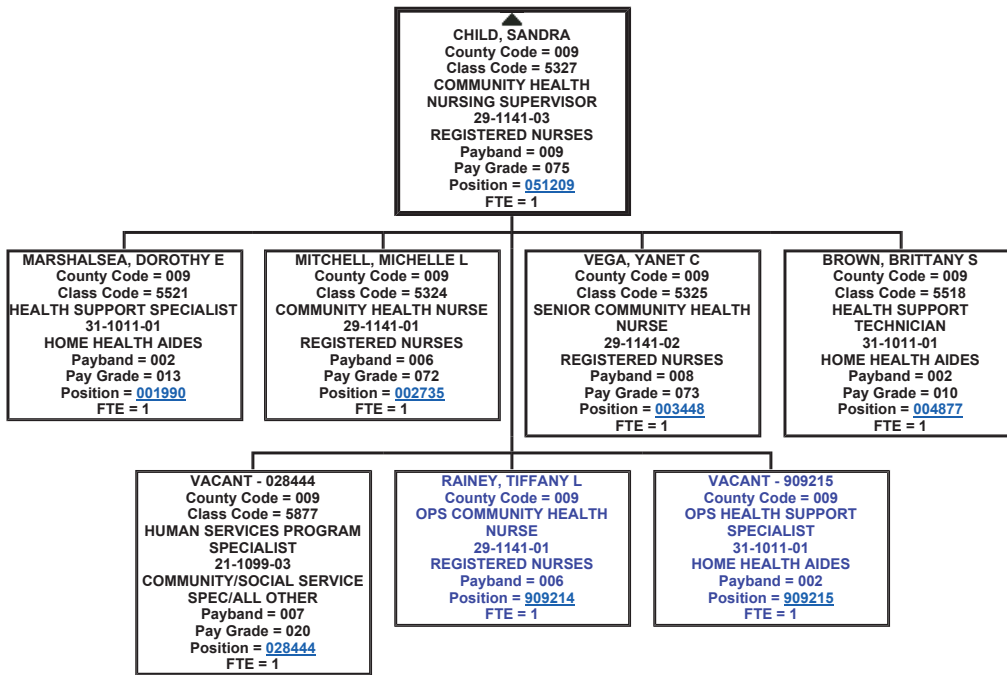 CHILD, SANDRA
County Code = 009
Class Code = 5327
COMMUNITY HEALTH
NURSING SUPERVISOR
29-1141-03
REGISTERED NURSES
Payband = 009
Pay Grade = 075
Position = 051209
FTE = 1
MARSHALSEA, DOROTHY E
County Code = 009
Class Code = 5521
HEALTH SUPPORT SPECIALIST
31-1011-01
HOME HEALTH AIDES
Payband = 002
Pay Grade = 013
Position = 001990
FTE = 1
MITCHELL, MICHELLE L
County Code = 009
Class Code = 5324
COMMUNITY HEALTH NURSE
29-1141-01
REGISTERED NURSES
Payband = 006
Pay Grade = 072
Position = 002735
FTE = 1
VEGA, YANET C
County Code = 009
Class Code = 5325
SENIOR COMMUNITY HEALTH
NURSE
29-1141-02
REGISTERED NURSES
Payband = 008
Pay Grade = 073
Position = 003448
FTE = 1
BROWN, BRITTANY S
County Code = 009
Class Code = 5518
HEALTH SUPPORT
TECHNICIAN
31-1011-01
HOME HEALTH AIDES
Payband = 002
Pay Grade = 010
Position = 004877
FTE = 1
VACANT - 028444
County Code = 009
Class Code = 5877
HUMAN SERVICES PROGRAM
SPECIALIST
21-1099-03
COMMUNITY/SOCIAL SERVICE
SPEC/ALL OTHER
Payband = 007
Pay Grade = 020
Position = 028444
FTE = 1
RAINEY, TIFFANY L
County Code = 009
OPS COMMUNITY HEALTH
NURSE
29-1141-01
REGISTERED NURSES
Payband = 006
Position = 909214
FTE = 1
VACANT - 909215
County Code = 009
OPS HEALTH SUPPORT
SPECIALIST
31-1011-01
HOME HEALTH AIDES
Payband = 002
Position = 909215
FTE = 1